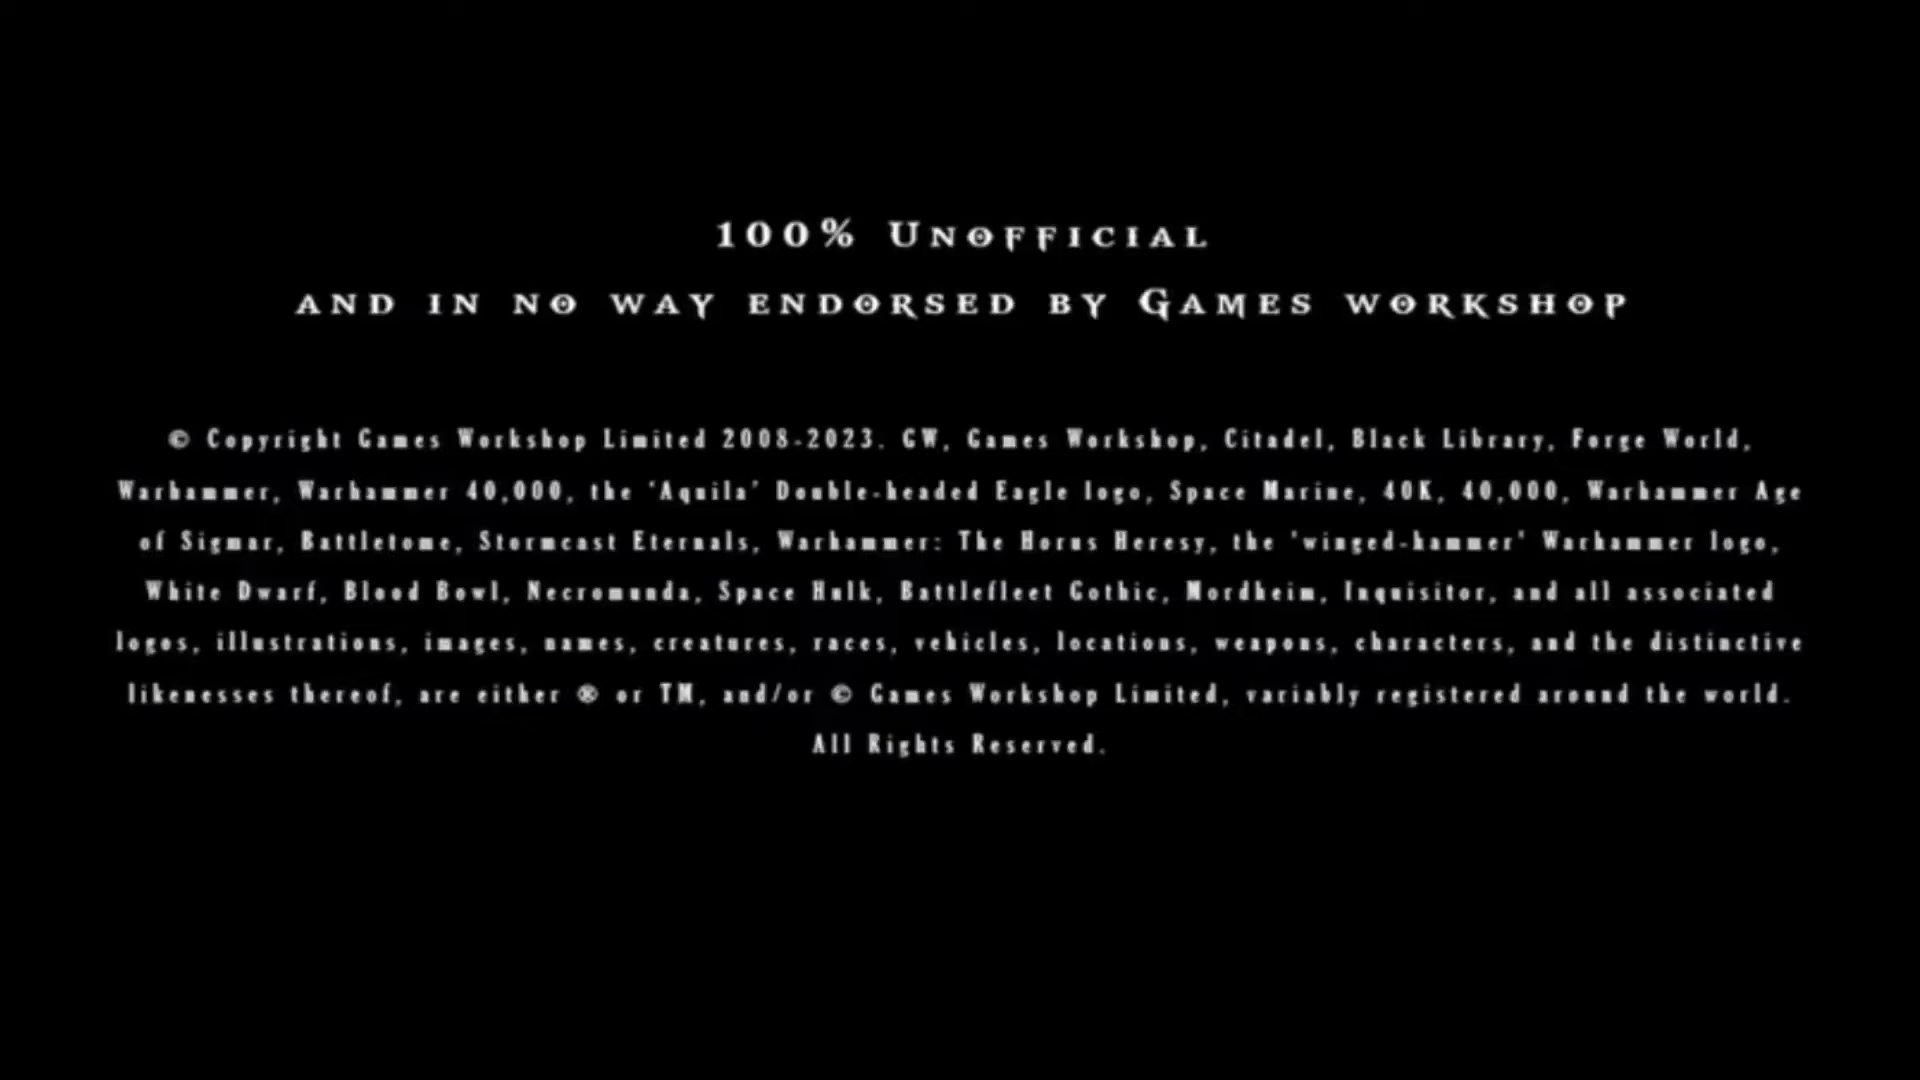 100% Unofficial
and in no way endorsed by Games workshop
© Copyright Games Workshop Limited 2008-2023. GW, Games Workshop, Citadel, Black Library, Forge World,
Warhammer, Warhammer 40,000, the ‘Aquila’ Double-headed Eagle logo, Space Marine, 40K, 40,000, Warhammer Age
of Sigmar, Battletome, Stormcast Eternals, Warhammer: The Horus Heresy, the 'winged-hammer' Warhammer logo,
White Dwarf, Blood Bowl, Necromunda, Space Hulk, Battlefleet Gothic, Mordheim, Inquisitor, and all associated
logos, illustrations, images, names, creatures, races, vehicles, locations, weapons, characters, and the distinctive
likenesses thereof, are either ® or TM, and/or © Games Workshop Limited, variably registered around the world.
All Rights Reserved.